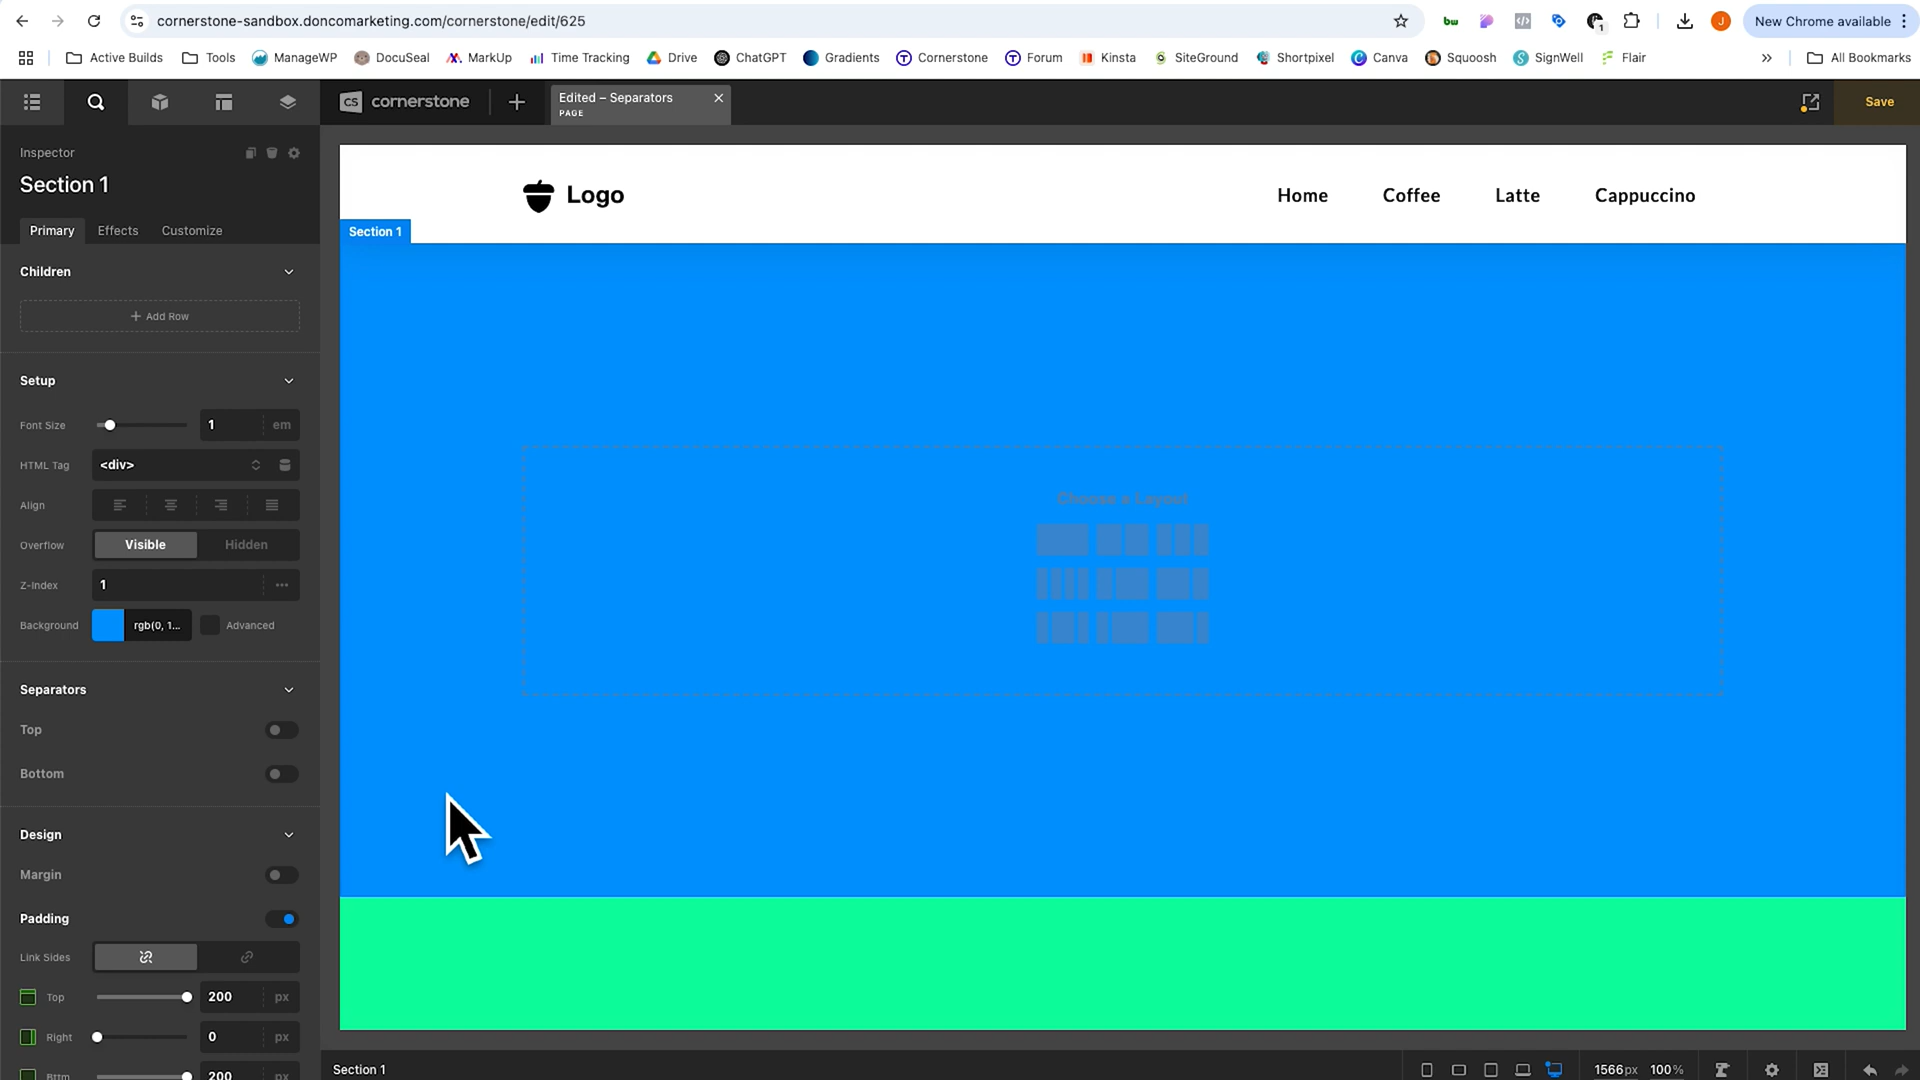 cornerstone-sandbox.doncomarketing.com/cornerstone/edit/625
New Chrome available
Active Builds
Tools
ManageWP
DocuSeal
MarkUp
Time Tracking
Drive
ChatGPT
Gradients
Cornerstone
Forum
Kinsta
SiteGround
Shortpixel
Canva
Squoosh
SignWell
Flair
»
All Bookmarks
cornerstone
Edited – Separators
PAGE
Save
Inspector
Section 1
Primary
Effects
Customize
Children
Add Row
Setup
Font Size
1
em
HTML Tag
<div>
Align
Overflow
Visible
Hidden
Z-Index
1
Background
rgb(0, 1...
Advanced
Separators
Top
Bottom
Design
Margin
Padding
Link Sides
Top
200
px
Right
0
px
Bttm
200
px
Logo
Home
Coffee
Latte
Cappuccino
Section 1
Choose a Layout
Section 1
1566px
100%